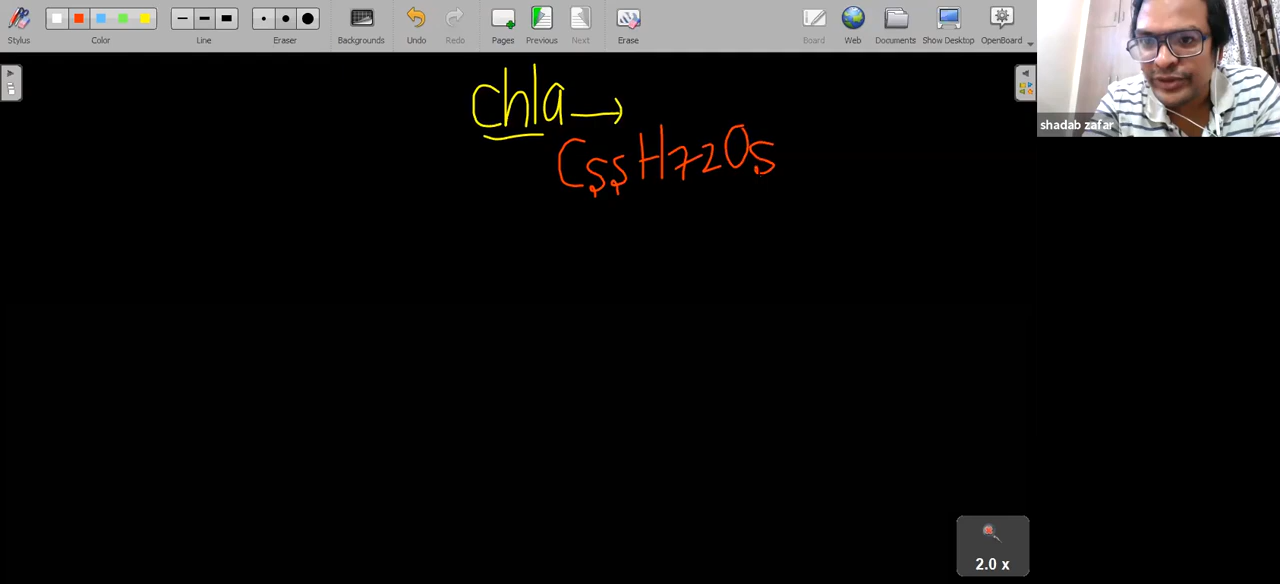 Stylus
Color
Line
Eraser
Backgrounds
Undo
Redo
Pages
Previous
Next
Erase
Board
Web
Documents
Show Desktop
OpenBoard
shadab zafar
chla →
C55H72O5
2.0 x